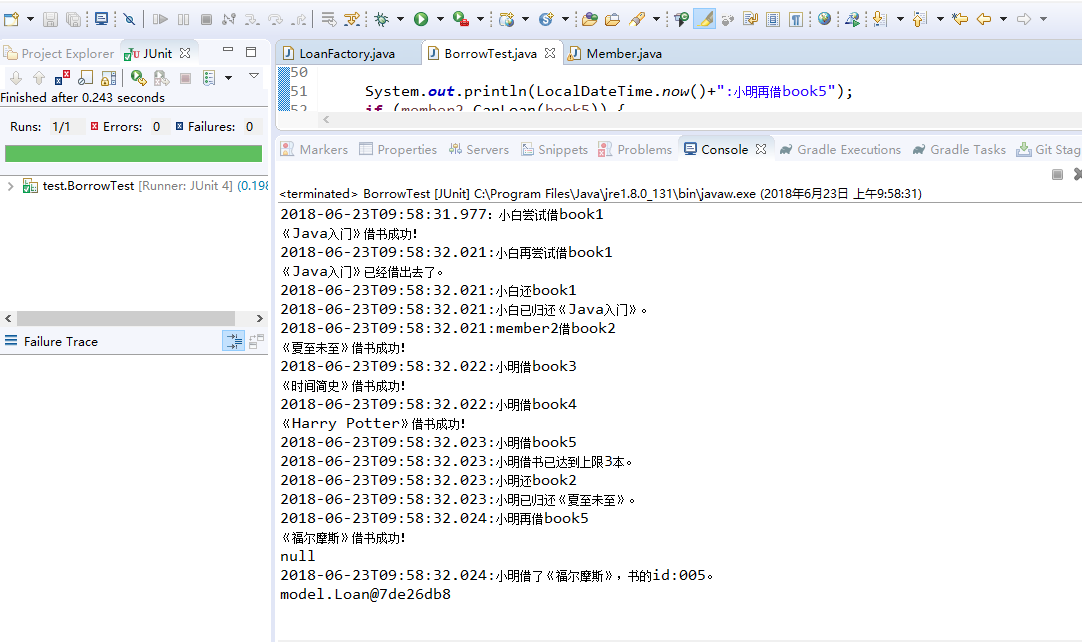 Project Explorer JUnit
Finished after 0.243 seconds
Runs: 1/1 Errors: 0 Failures: 0
test.BorrowTest [Runner: JUnit 4] (0.198
Failure Trace
LoanFactory.java BorrowTest.java Member.java
50
51 System.out.println(LocalDateTime.now()+":小明再借book5");
52 if (member2.CanLoan(book5)) {
Markers Properties Servers Snippets Problems Console Gradle Executions Gradle Tasks Git Stag
<terminated> BorrowTest [JUnit] C:\Program Files\Java\jre1.8.0_131\bin\javaw.exe (2018年6月23日 上午9:58:31)
2018-06-23T09:58:31.977: 小白尝试借book1
《Java入门》借书成功!
2018-06-23T09:58:32.021:小白再尝试借book1
《Java入门》已经借出去了。
2018-06-23T09:58:32.021:小白还book1
2018-06-23T09:58:32.021:小白已归还《Java入门》。
2018-06-23T09:58:32.021:member2借book2
《夏至未至》借书成功!
2018-06-23T09:58:32.022:小明借book3
《时间简史》借书成功!
2018-06-23T09:58:32.022:小明借book4
《Harry Potter》借书成功!
2018-06-23T09:58:32.023:小明借book5
2018-06-23T09:58:32.023:小明借书已达到上限3本。
2018-06-23T09:58:32.023:小明还book2
2018-06-23T09:58:32.023:小明已归还《夏至未至》。
2018-06-23T09:58:32.024:小明再借book5
《福尔摩斯》借书成功!
null
2018-06-23T09:58:32.024:小明借了《福尔摩斯》，书的id:005。
model.Loan@7de26db8